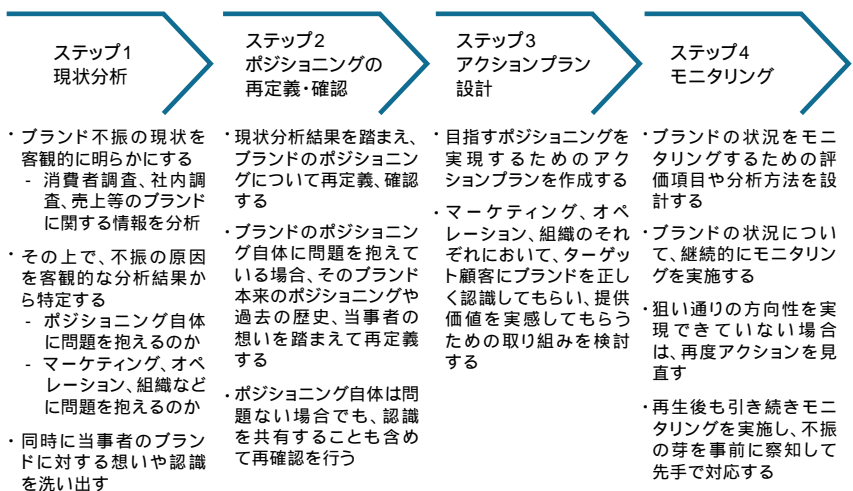 ステップ1
現状分析
・ブランド不振の現状を
客観的に明らかにする
- 消費者調査、社内調
査、売上等のブランド
に関する情報を分析
・その上で、不振の原因
を客観的な分析結果か
ら特定する
- ポジショニング自体
に問題を抱えるのか
- マーケティング、オペ
レーション、組織など
に問題を抱えるのか
・同時に当事者のブラン
ドに対する想いや認識
を洗い出す
ステップ2
ポジショニングの
再定義・確認
・現状分析結果を踏まえ、
ブランドのポジショニン
グについて再定義、確認
する
・ブランドのポジショニン
グ自体に問題を抱えて
いる場合、そのブランド
本来のポジショニングや
過去の歴史、当事者の
想いを踏まえて再定義
する
・ポジショニング自体は問
題ない場合でも、認識
を共有することも含め
て再確認を行う
ステップ3
アクションプラン
設計
・目指すポジショニングを
実現するためのアク
ションプランを作成する
・マーケティング、オペ
レーション、組織のそれ
ぞれにおいて、ターゲッ
ト顧客にブランドを正し
く認識してもらい、提供
価値を実感してもらう
ための取り組みを検討
する
ステップ4
モニタリング
・ブランドの状況をモニ
タリングするための評
価項目や分析方法を設
計する
・ブランドの状況につい
て、継続的にモニタリン
グを実施する
・狙い通りの方向性を実
現できていない場合
は、再度アクションを見
直す
・再生後も引き続きモニ
タリングを実施し、不振
の芽を事前に察知して
先手で対応する